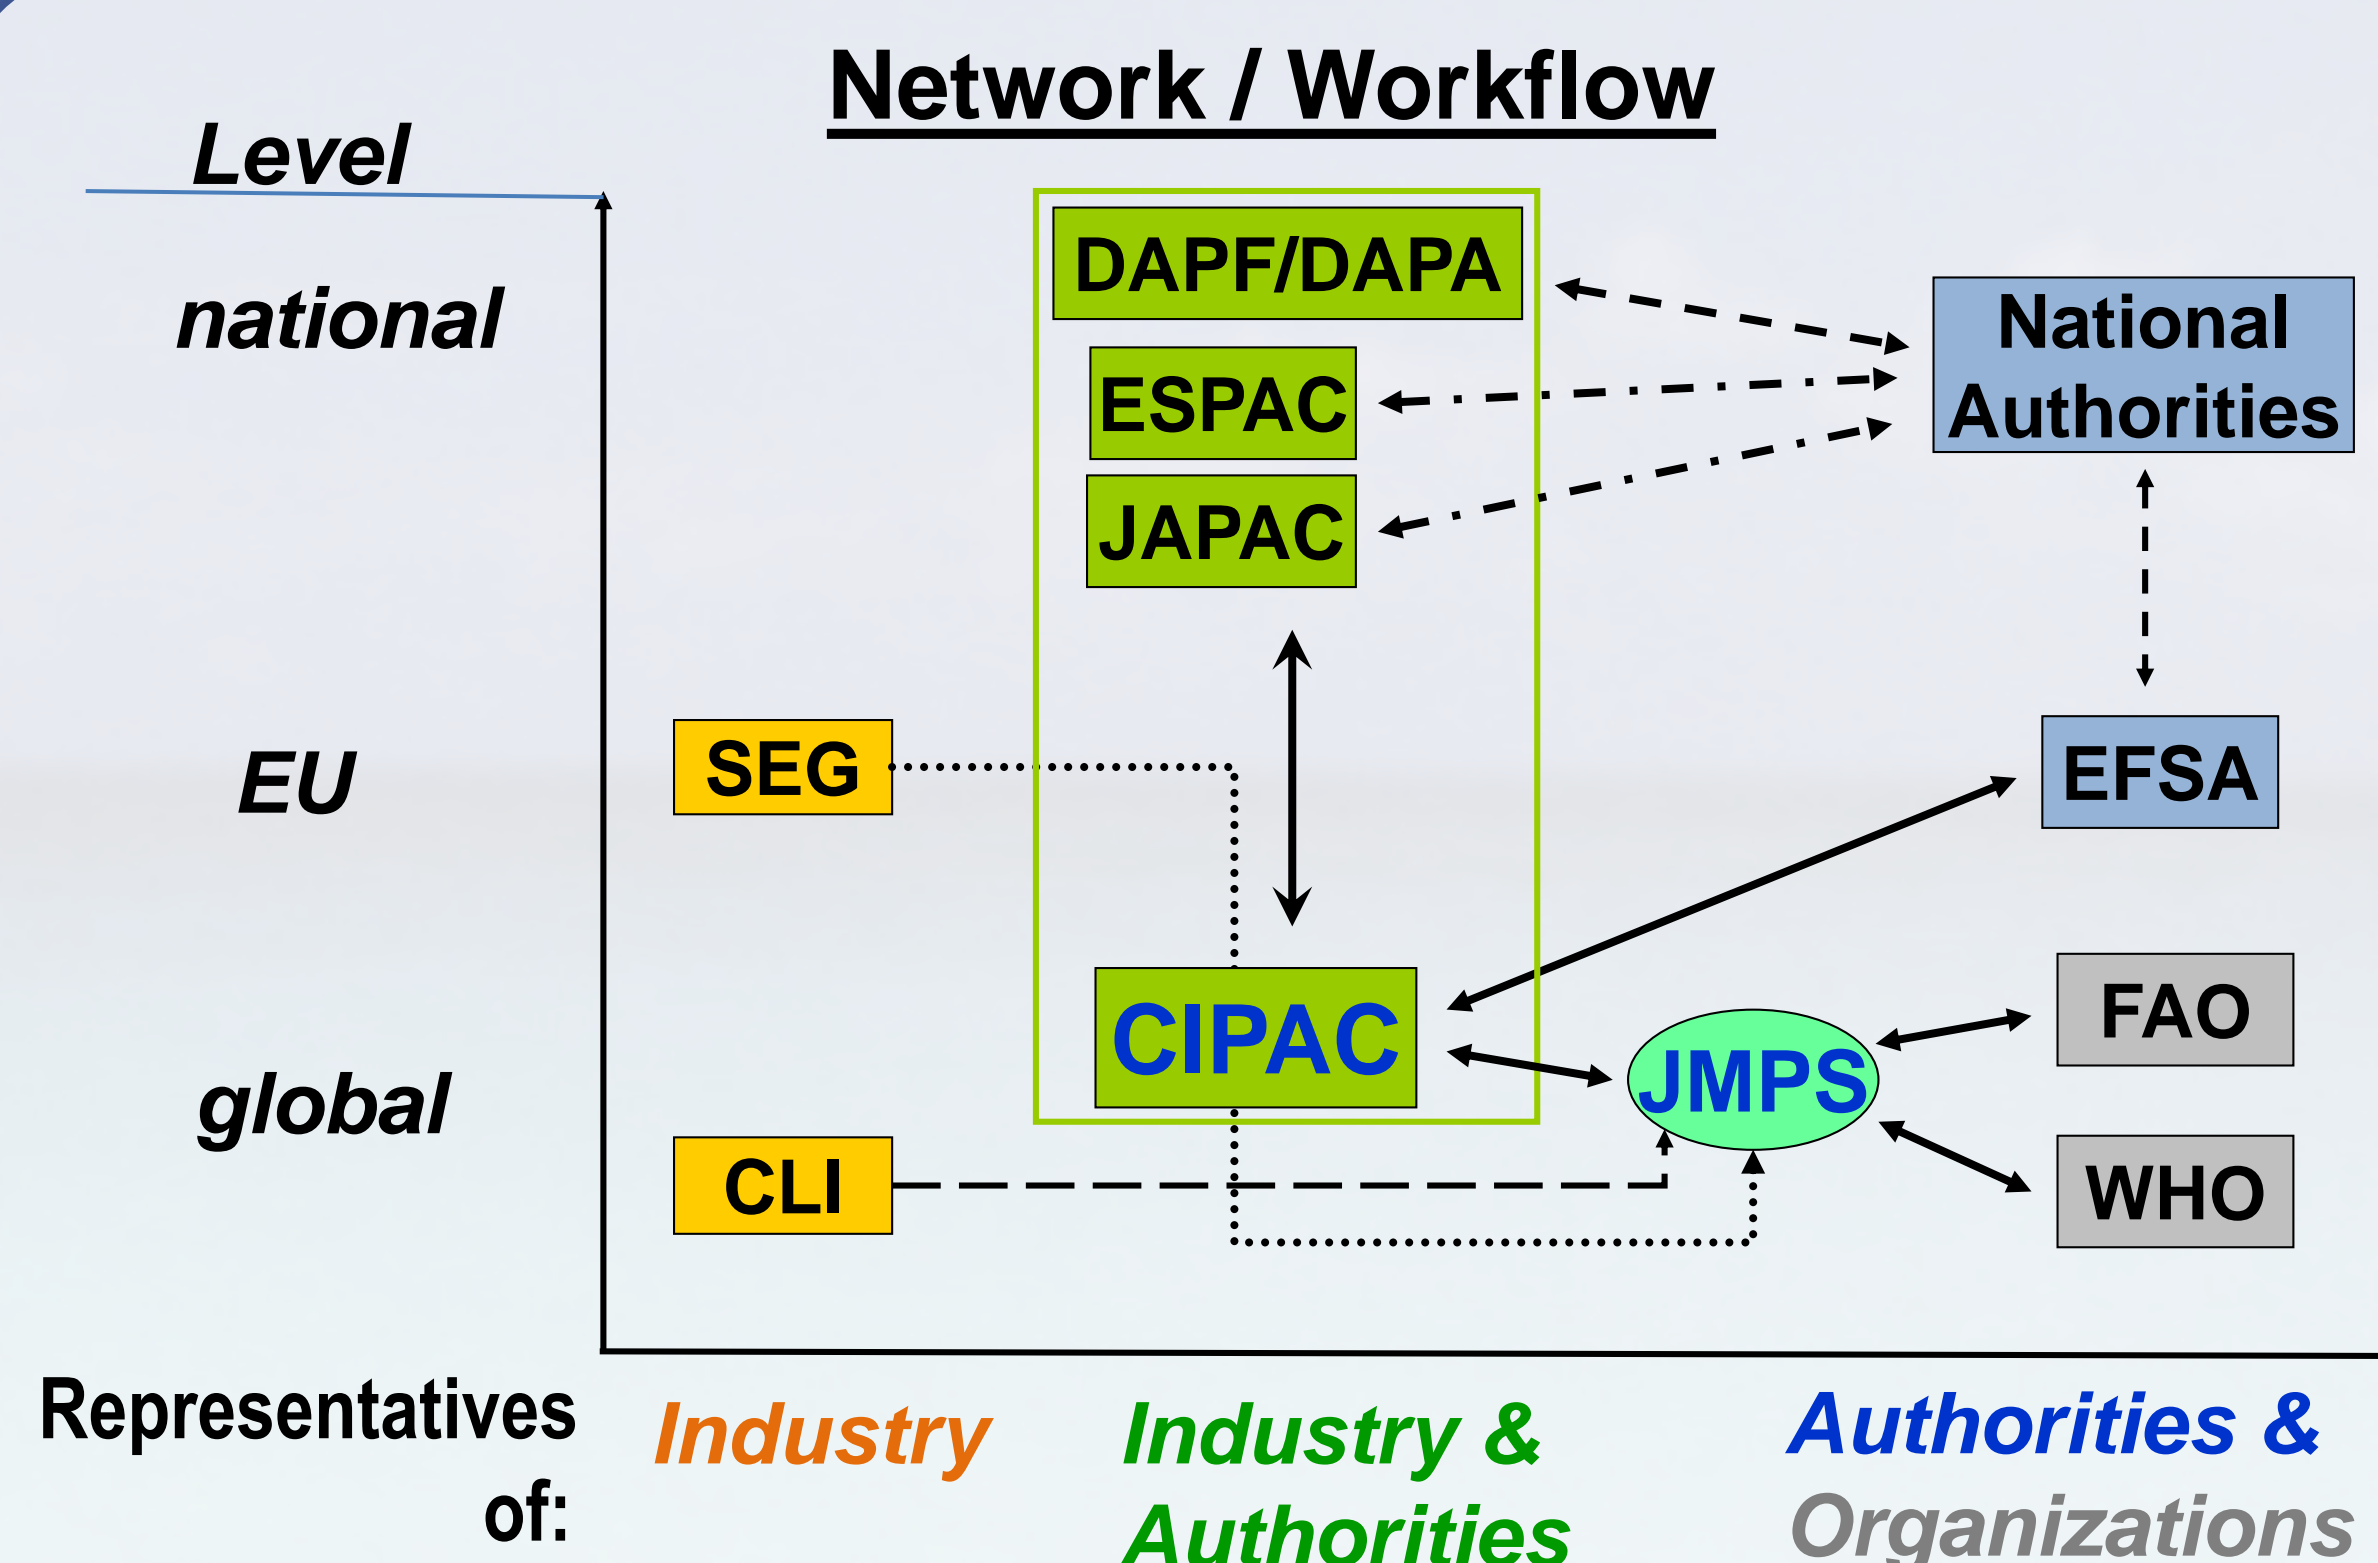 Network / Workflow
Level
national
DAPF/DAPA
National
Authorities
ESPAC
JAPAC
EU
SEG
EFSA
global
CIPAC
JMPS
FAO
CLI
WHO
Representatives
of:
Industry
Industry &
Authorities
Authorities &
Organizations